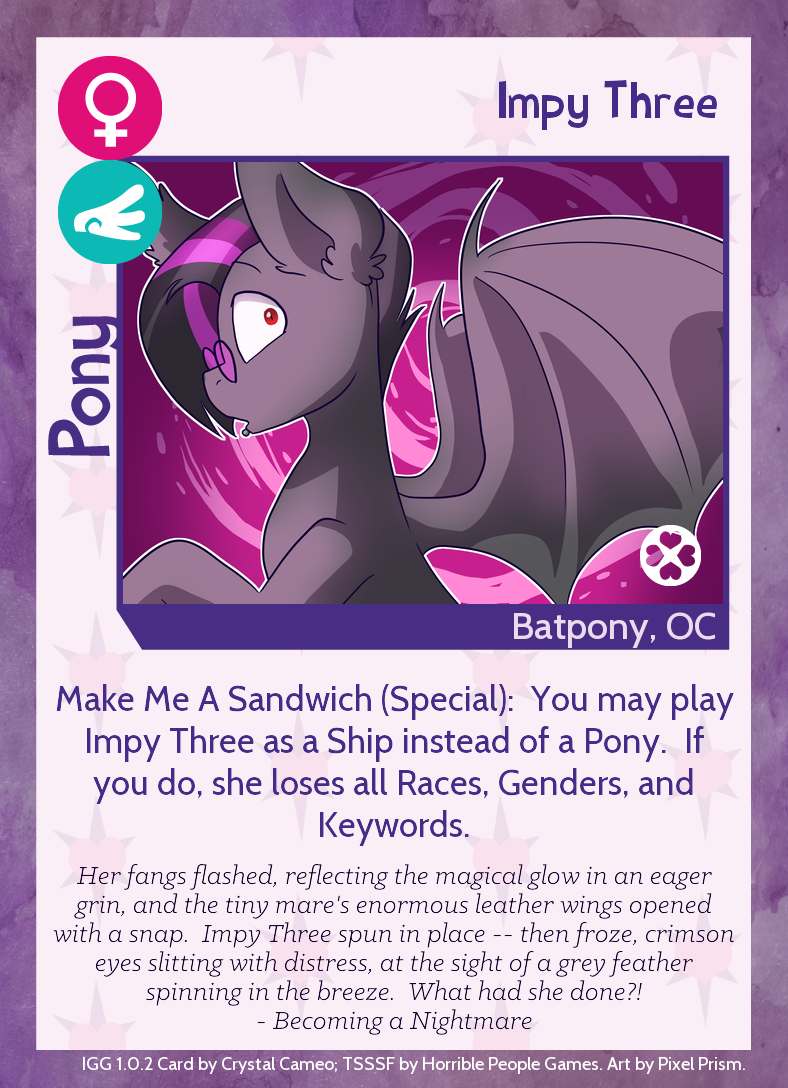 Impy Three
Pony
Batpony, OC
Make Me A Sandwich (Special):  You may play
Impy Three as a Ship instead of a Pony.  If
you do, she loses all Races, Genders, and
Keywords.
Her fangs flashed, reflecting the magical glow in an eager
grin, and the tiny mare's enormous leather wings opened
with a snap.  Impy Three spun in place -- then froze, crimson
eyes slitting with distress, at the sight of a grey feather
spinning in the breeze.  What had she done?!
- Becoming a Nightmare
IGG 1.0.2 Card by Crystal Cameo; TSSSF by Horrible People Games. Art by Pixel Prism.